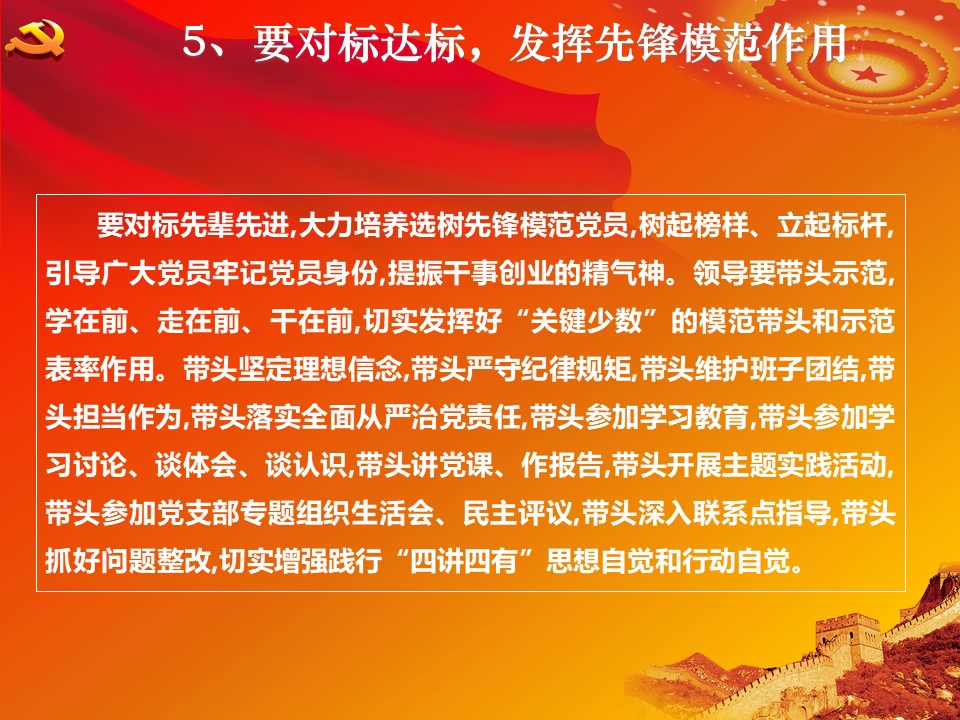 5、要对标达标，发挥先锋模范作用
要对标先辈先进,大力培养选树先锋模范党员,树起榜样、立起标杆,
引导广大党员牢记党员身份,提振干事创业的精气神。领导要带头示范,
学在前、走在前、干在前,切实发挥好“关键少数”的模范带头和示范
表率作用。带头坚定理想信念,带头严守纪律规矩,带头维护班子团结,带
头担当作为,带头落实全面从严治党责任,带头参加学习教育,带头参加学
习讨论、谈体会、谈认识,带头讲党课、作报告,带头开展主题实践活动,
带头参加党支部专题组织生活会、民主评议,带头深入联系点指导,带头
抓好问题整改,切实增强践行“四讲四有”思想自觉和行动自觉。